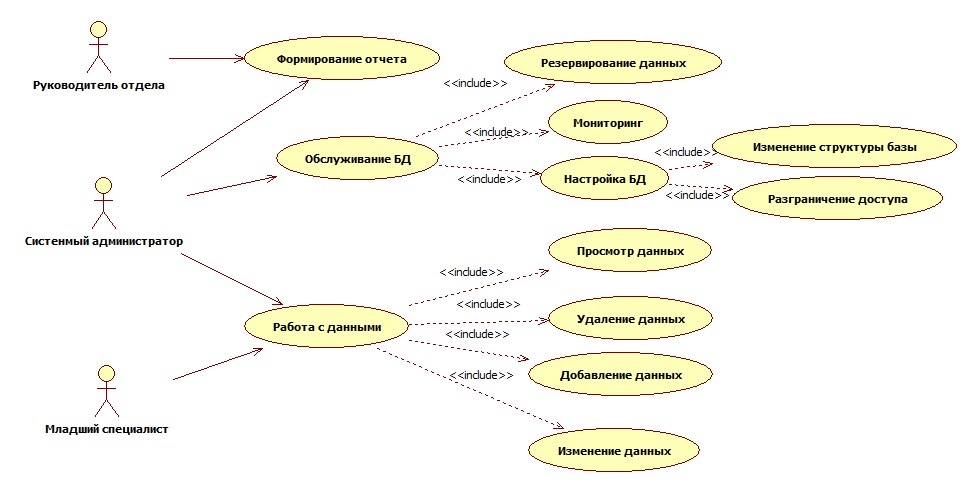 Руководитель отдела
Формирование отчета
Резервирование данных
<<include>>
Мониторинг
<<include>>
Обслуживание БД
<<include>>
Настройка БД
<<include>>
Изменение структуры базы
<<include>>
Разграничение доступа
Систенмый администратор
Просмотр данных
<<include>>
<<include>>
Удаление данных
Работа с данными
<<include>>
Добавление данных
<<include>>
Младший специалист
Изменение данных